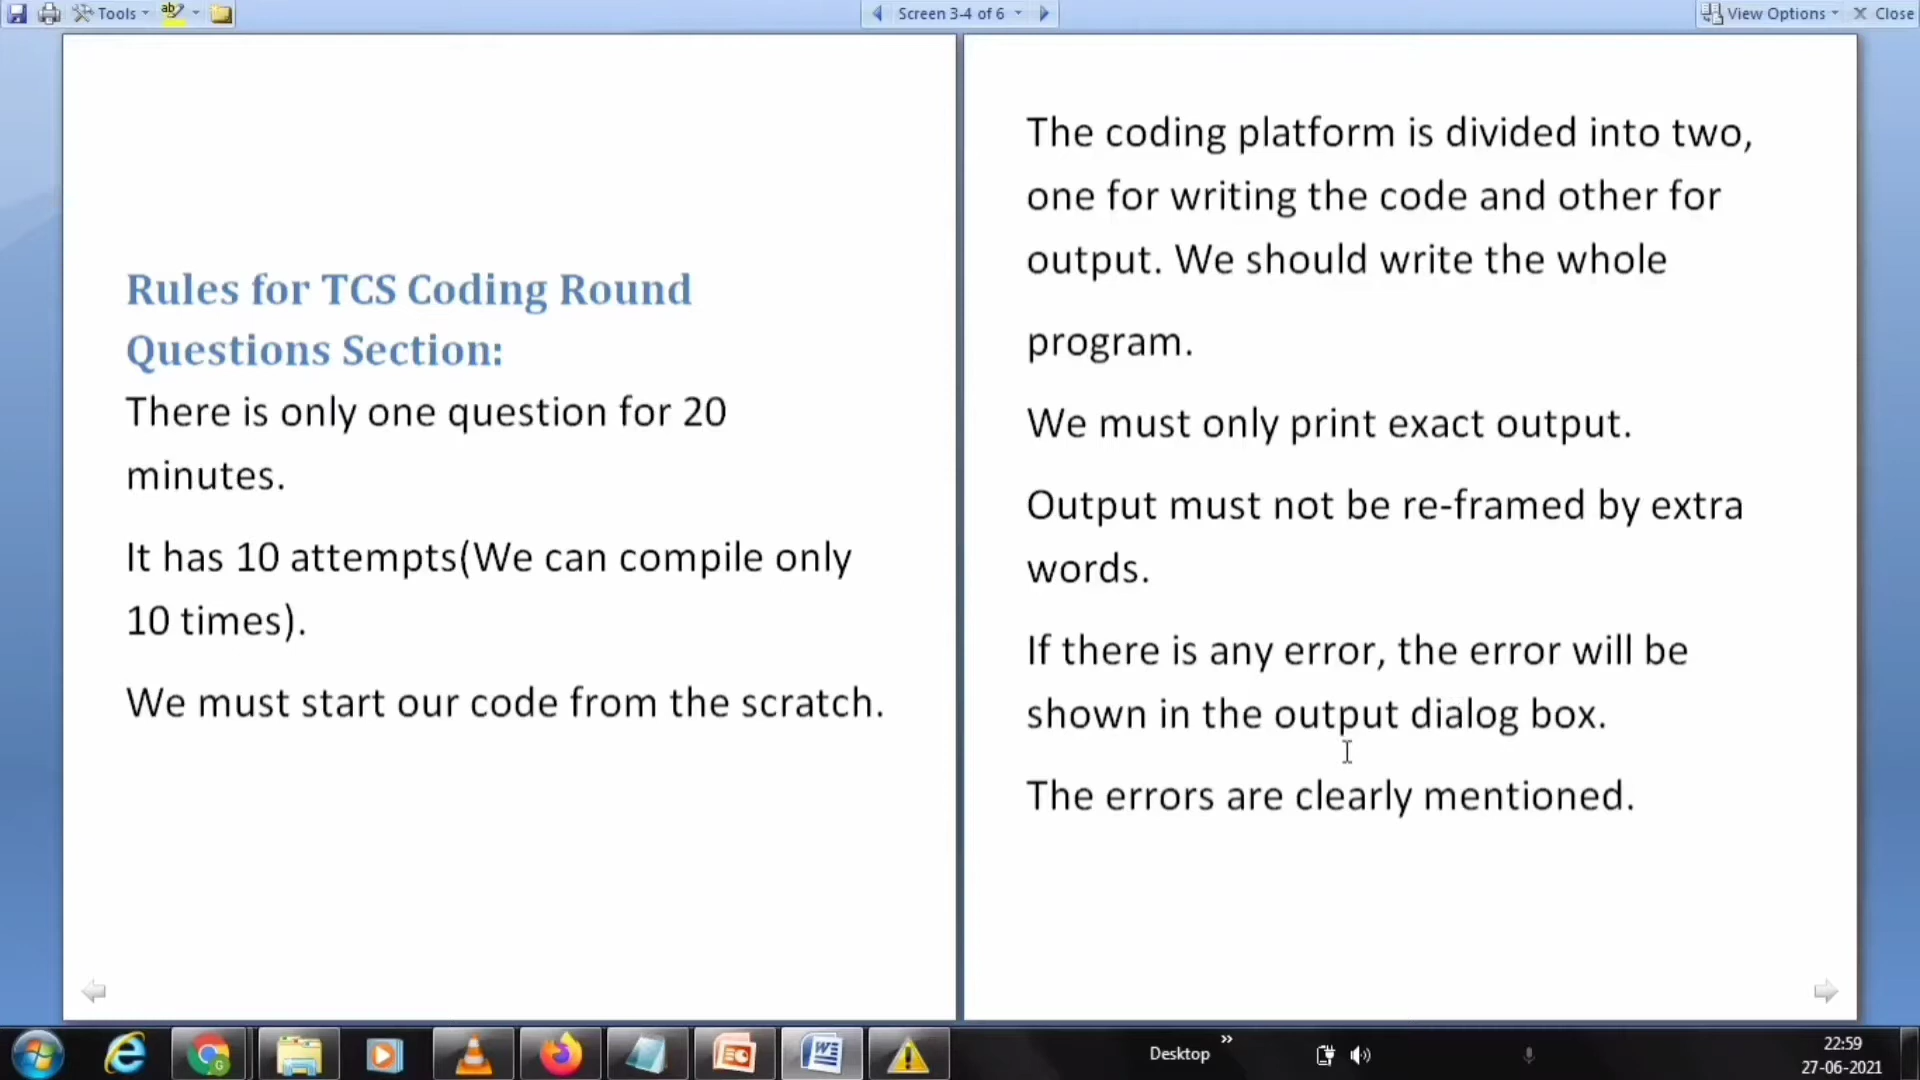 Tools
Screen 3-4 of 6
View Options
Close
Rules for TCS Coding Round
Questions Section:
There is only one question for 20
minutes.
It has 10 attempts(We can compile only
10 times).
We must start our code from the scratch.
The coding platform is divided into two,
one for writing the code and other for
output. We should write the whole
program.
We must only print exact output.
Output must not be re-framed by extra
words.
If there is any error, the error will be
shown in the output dialog box.
The errors are clearly mentioned.
Desktop
22:59
27-06-2021